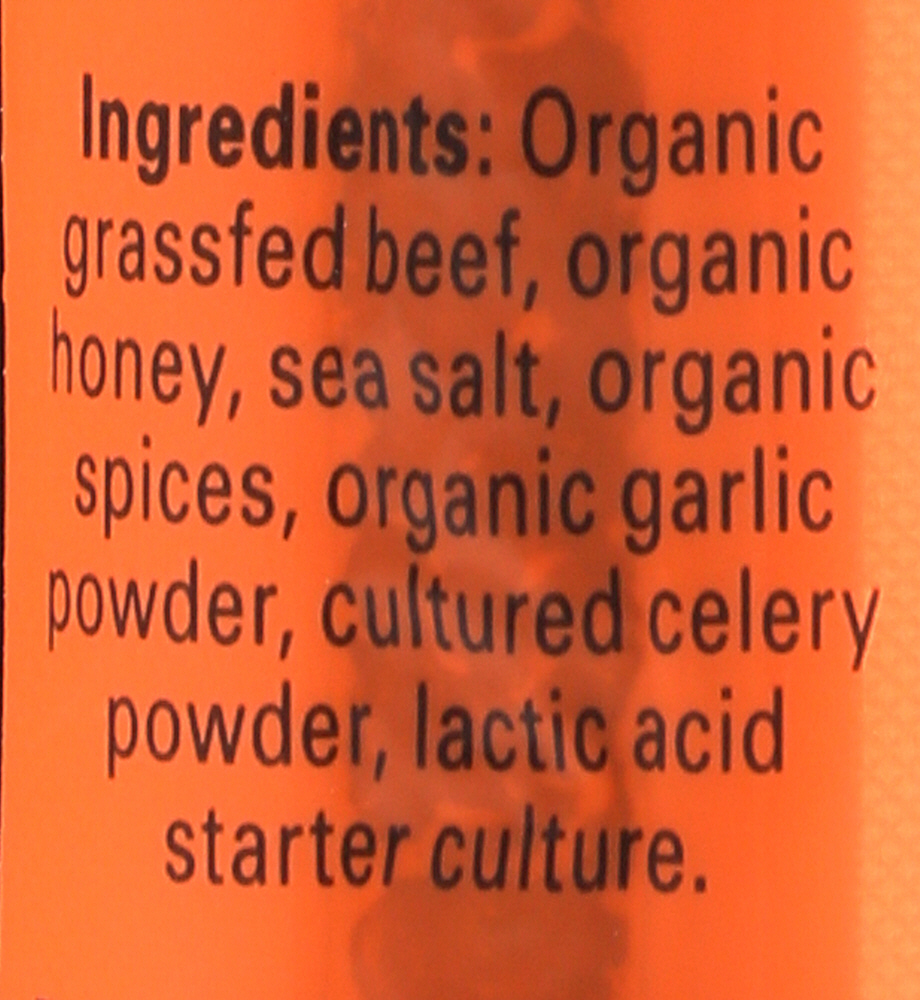 Ingredients: Organic
grassfed beef, organic
honey, sea salt, organic
spices, organic garlic
powder, cultured celery
powder, lactic acid
starter culture.